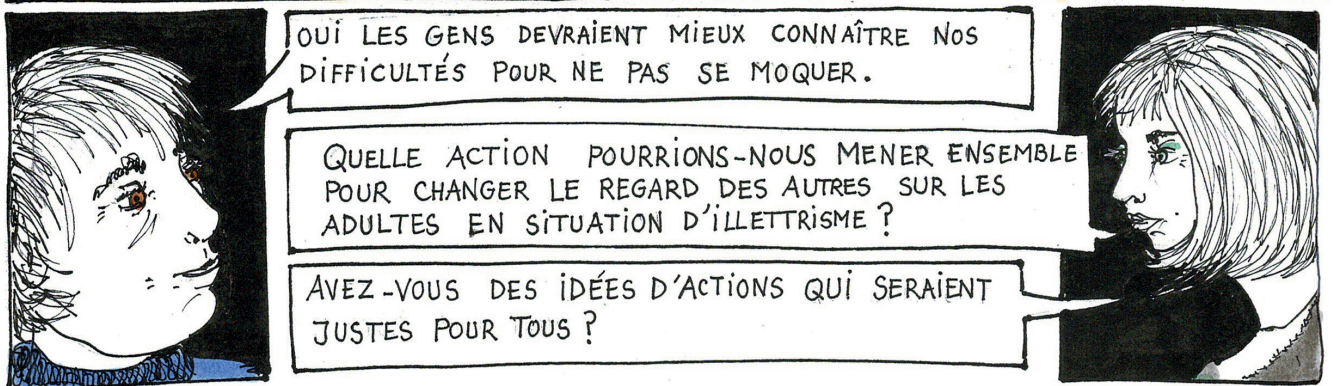 OUI LES GENS DEVRAIENT MIEUX CONNAÎTRE NOS
DIFFICULTÉS POUR NE PAS SE MOQUER.
QUELLE ACTION POURRIONS-NOUS MENER ENSEMBLE
POUR CHANGER LE REGARD DES AUTRES SUR LES
ADULTES EN SITUATION D'ILLETTRISME ?
AVEZ-VOUS DES IDÉES D'ACTIONS QUI SERAIENT
JUSTES POUR TOUS ?